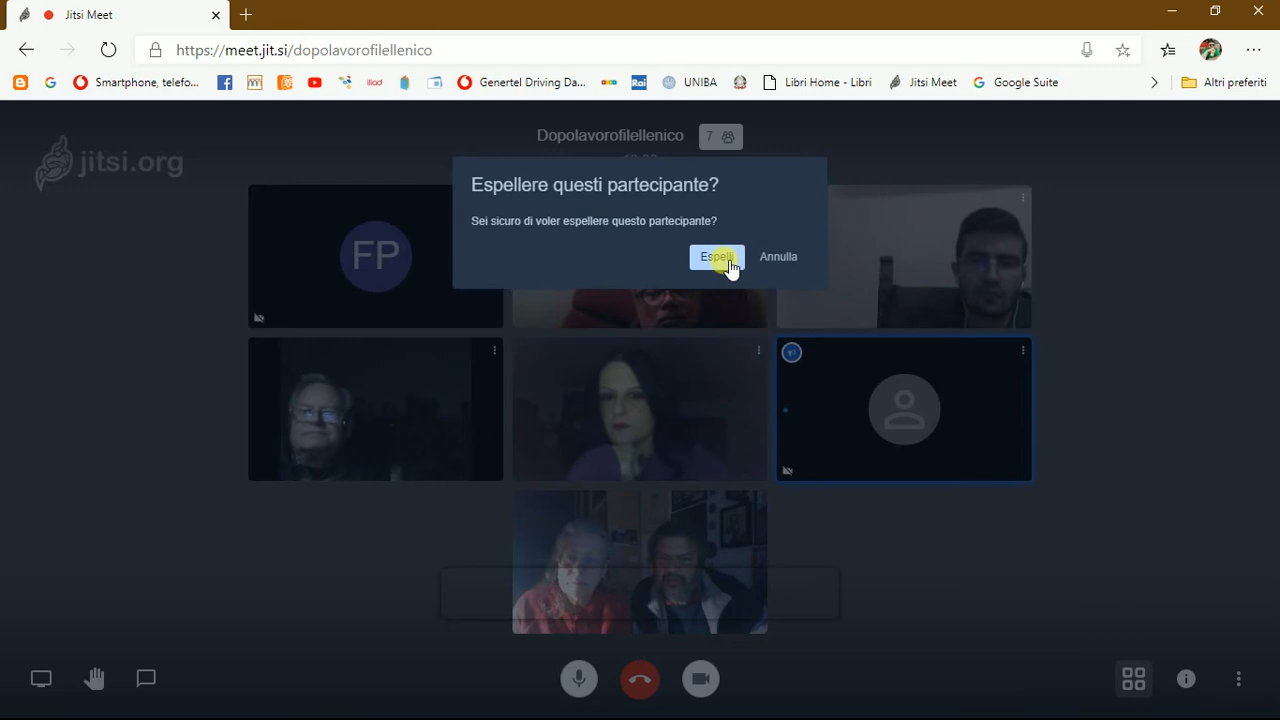 Jitsi Meet
https://meet.jit.si/dopolavorofilellenico
Smartphone, telefo... Genertel Driving Da... Rai UNIBA Libri Home - Libri Jitsi Meet Google Suite Altri preferiti
jitsi.org
Dopolavorofilellenico 7
Espellere questi partecipante?
Sei sicuro di voler espellere questo partecipante?
Espelli Annulla
FP